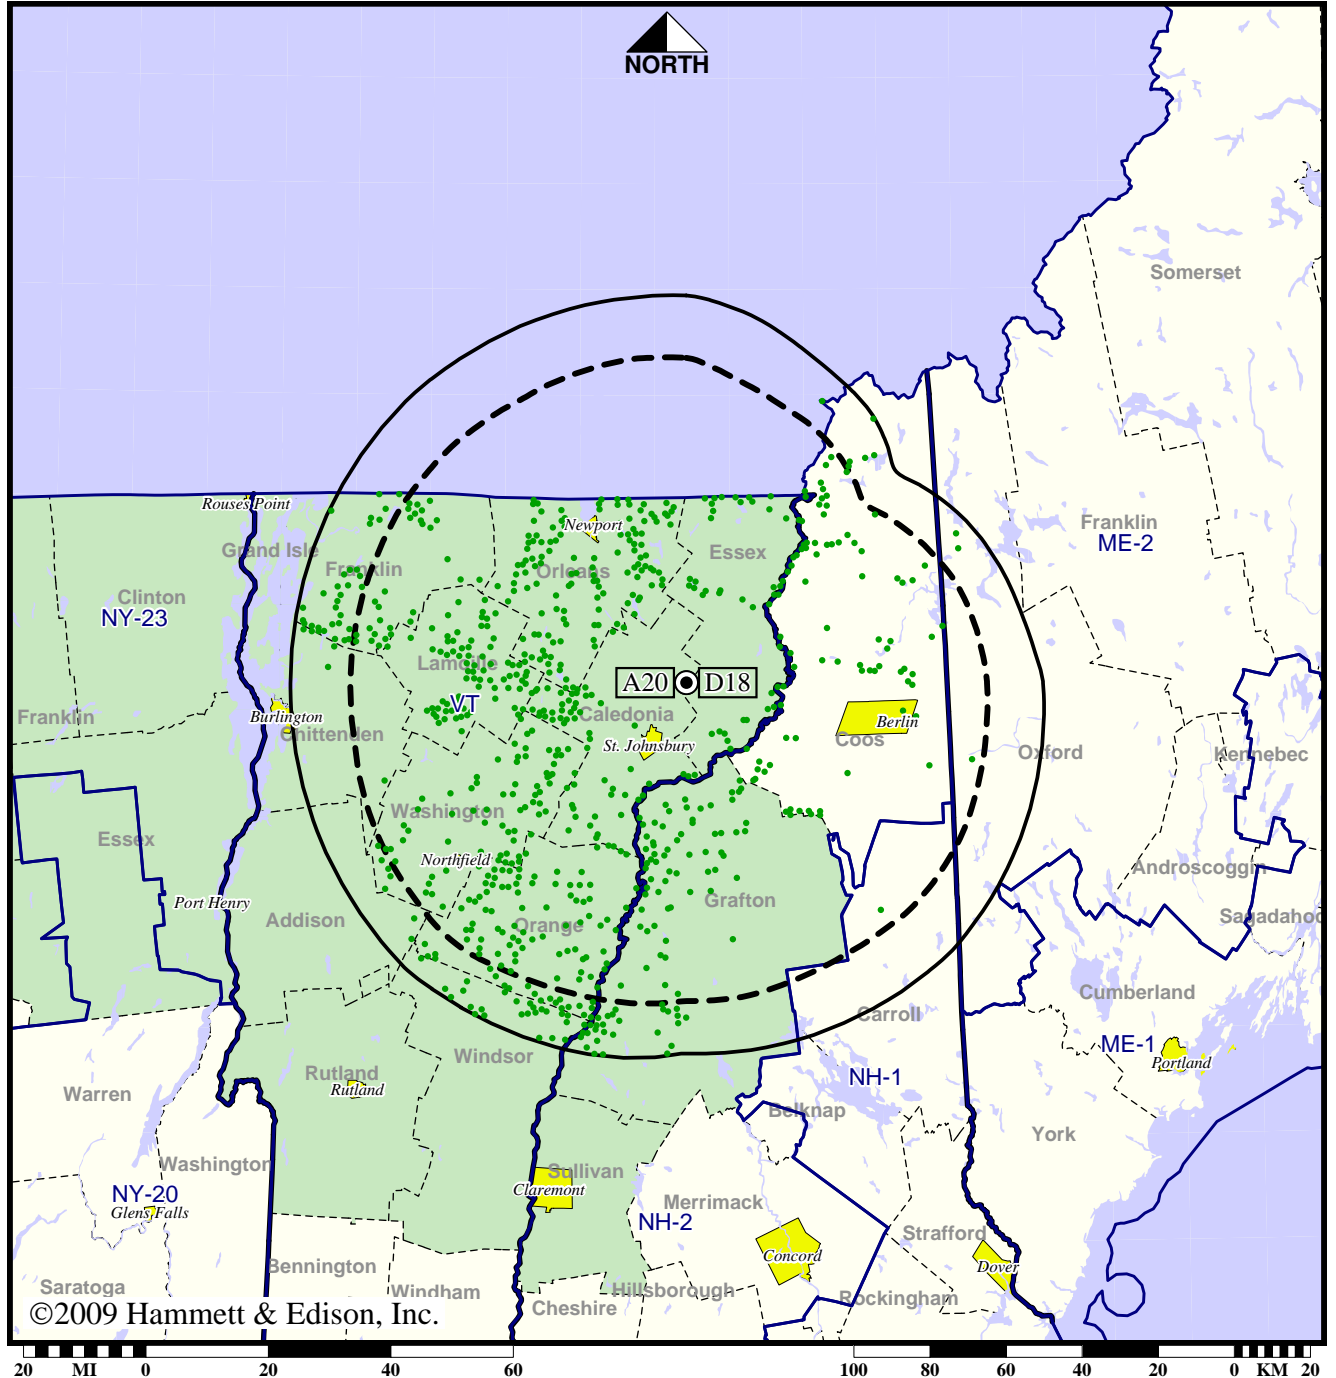 NORTH
Somerset
Rouses Point
Newport
Grand Isle
Essex
Franklin
ME-2
Franklin
Orleans
Clinton
NY-23
Lamoille
A20 D18
VT
Franklin
Burlington
Caledonia
Berlin
Chittenden
St. Johnsbury
Coos
Oxford
Kennebec
Washington
Essex
Northfield
Androscoggin
Port Henry
Grafton
Addison
Orange
Sagadahoc
Cumberland
Carroll
Windsor
ME-1
Portland
Rutland
Rutland
NH-1
Warren
Belknap
York
Washington
Sullivan
Claremont
NY-20
Glens Falls
Merrimack
NH-2
Strafford
Concord
Dover
Bennington
Saratoga
Windham
Hillsborough
Rockingham
Cheshire
©2009 Hammett & Edison, Inc.
20 MI 0 20 40 60 100 80 60 40 20 0 KM 20